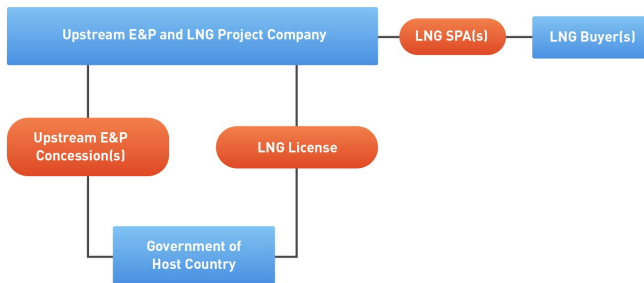 Upstream E&P and LNG Project Company
LNG SPA(s)
LNG Buyer(s)
Upstream E&P
Concession(s)
LNG License
Government of
Host Country